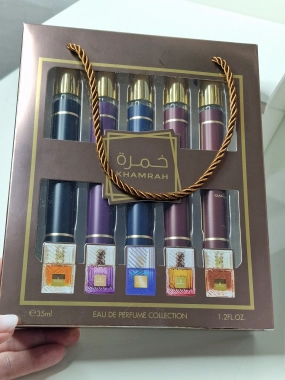 خمرة
KHAMRAH
℮35ml
EAU DE PERFUME COLLECTION
1.2FL.OZ.